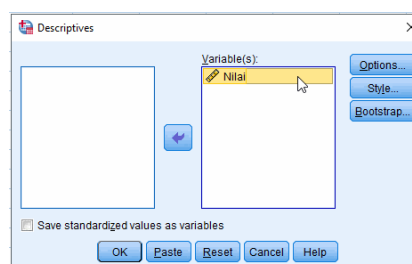 Descriptives
Variable(s):
Nilai
Options...
Style...
Bootstrap...
Save standardized values as variables
OK Paste Reset Cancel Help